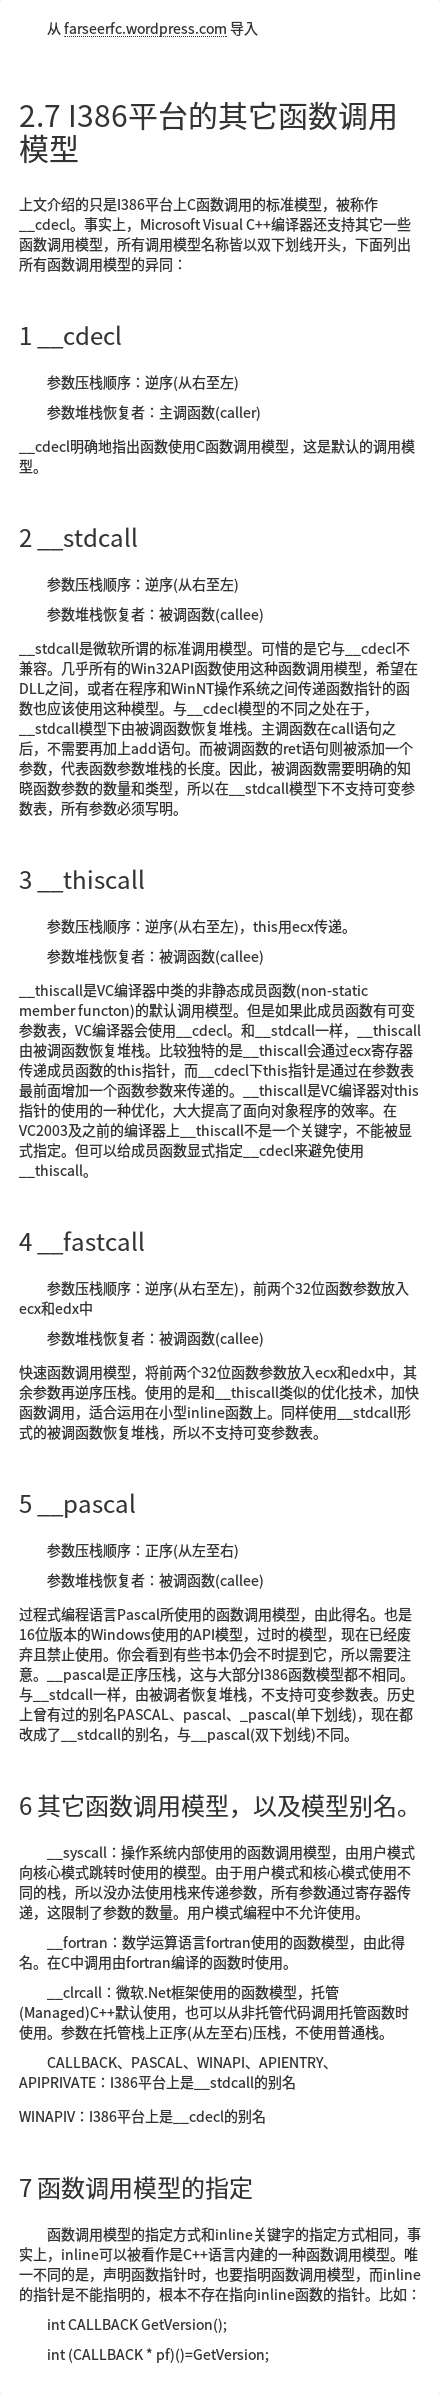 从 farseerfc.wordpress.com 导入
2.7 I386平台的其它函数调用
模型
上文介绍的只是I386平台上C函数调用的标准模型，被称作
__cdecl。事实上，Microsoft Visual C++编译器还支持其它一些
函数调用模型，所有调用模型名称皆以双下划线开头，下面列出
所有函数调用模型的异同：
1 __cdecl
参数压栈顺序：逆序(从右至左)
参数堆栈恢复者：主调函数(caller)
__cdecl明确地指出函数使用C函数调用模型，这是默认的调用模
型。
2 __stdcall
参数压栈顺序：逆序(从右至左)
参数堆栈恢复者：被调函数(callee)
__stdcall是微软所谓的标准调用模型。可惜的是它与__cdecl不
兼容。几乎所有的Win32API函数使用这种函数调用模型，希望在
DLL之间，或者在程序和WinNT操作系统之间传递函数指针的函
数也应该使用这种模型。与__cdecl模型的不同之处在于，
__stdcall模型下由被调函数恢复堆栈。主调函数在call语句之
后，不需要再加上add语句。而被调函数的ret语句则被添加一个
参数，代表函数参数堆栈的长度。因此，被调函数需要明确的知
晓函数参数的数量和类型，所以在__stdcall模型下不支持可变参
数表，所有参数必须写明。
3 __thiscall
参数压栈顺序：逆序(从右至左)，this用ecx传递。
参数堆栈恢复者：被调函数(callee)
__thiscall是VC编译器中类的非静态成员函数(non-static
member functon)的默认调用模型。但是如果此成员函数有可变
参数表，VC编译器会使用__cdecl。和__stdcall一样，__thiscall
由被调函数恢复堆栈。比较独特的是__thiscall会通过ecx寄存器
传递成员函数的this指针，而__cdecl下this指针是通过在参数表
最前面增加一个函数参数来传递的。__thiscall是VC编译器对this
指针的使用的一种优化，大大提高了面向对象程序的效率。在
VC2003及之前的编译器上__thiscall不是一个关键字，不能被显
式指定。但可以给成员函数显式指定__cdecl来避免使用
__thiscall。
4 __fastcall
参数压栈顺序：逆序(从右至左)，前两个32位函数参数放入
ecx和edx中
参数堆栈恢复者：被调函数(callee)
快速函数调用模型，将前两个32位函数参数放入ecx和edx中，其
余参数再逆序压栈。使用的是和__thiscall类似的优化技术，加快
函数调用，适合运用在小型inline函数上。同样使用__stdcall形
式的被调函数恢复堆栈，所以不支持可变参数表。
5 __pascal
参数压栈顺序：正序(从左至右)
参数堆栈恢复者：被调函数(callee)
过程式编程语言Pascal所使用的函数调用模型，由此得名。也是
16位版本的Windows使用的API模型，过时的模型，现在已经废
弃且禁止使用。你会看到有些书本仍会不时提到它，所以需要注
意。__pascal是正序压栈，这与大部分I386函数模型都不相同。
与__stdcall一样，由被调者恢复堆栈，不支持可变参数表。历史
上曾有过的别名PASCAL、pascal、_pascal(单下划线)，现在都
改成了__stdcall的别名，与__pascal(双下划线)不同。
6 其它函数调用模型，以及模型别名。
__syscall：操作系统内部使用的函数调用模型，由用户模式
向核心模式跳转时使用的模型。由于用户模式和核心模式使用不
同的栈，所以没办法使用栈来传递参数，所有参数通过寄存器传
递，这限制了参数的数量。用户模式编程中不允许使用。
__fortran：数学运算语言fortran使用的函数模型，由此得
名。在C中调用由fortran编译的函数时使用。
__clrcall：微软.Net框架使用的函数模型，托管
(Managed)C++默认使用，也可以从非托管代码调用托管函数时
使用。参数在托管栈上正序(从左至右)压栈，不使用普通栈。
CALLBACK、PASCAL、WINAPI、APIENTRY、
APIPRIVATE：I386平台上是__stdcall的别名
WINAPIV：I386平台上是__cdecl的别名
7 函数调用模型的指定
函数调用模型的指定方式和inline关键字的指定方式相同，事
实上，inline可以被看作是C++语言内建的一种函数调用模型。唯
一不同的是，声明函数指针时，也要指明函数调用模型，而inline
的指针是不能指明的，根本不存在指向inline函数的指针。比如：
int CALLBACK GetVersion();
int (CALLBACK * pf)()=GetVersion;